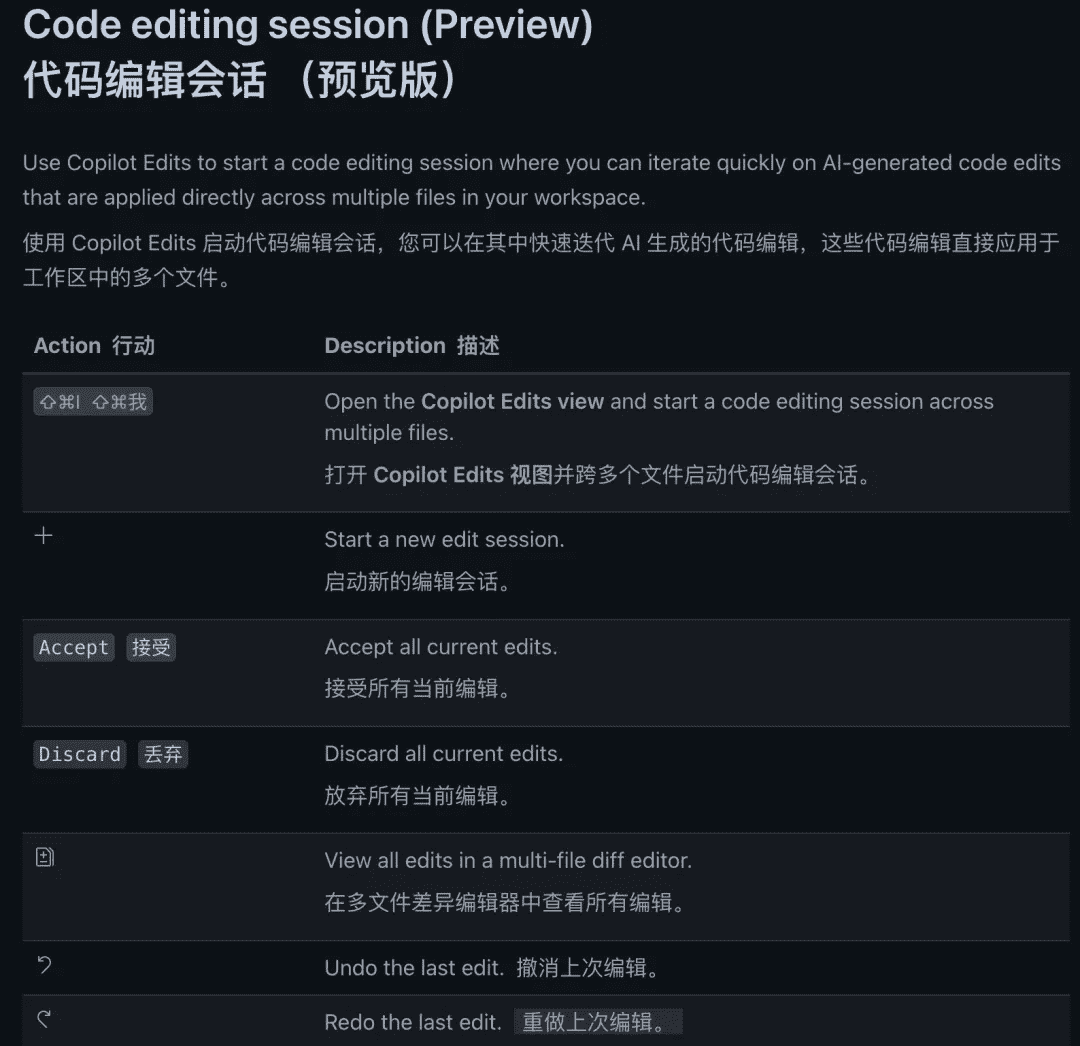 Code editing session (Preview)
代码编辑会话 （预览版）
Use Copilot Edits to start a code editing session where you can iterate quickly on AI-generated code edits
that are applied directly across multiple files in your workspace.
使用 Copilot Edits 启动代码编辑会话，您可以在其中快速迭代 AI 生成的代码编辑，这些代码编辑直接应用于
工作区中的多个文件。
Action 行动 Description 描述
⇧⌘I ⇧⌘我 Open the Copilot Edits view and start a code editing session across
multiple files.
打开 Copilot Edits 视图并跨多个文件启动代码编辑会话。
Start a new edit session.
启动新的编辑会话。
Accept 接受 Accept all current edits.
接受所有当前编辑。
Discard 丢弃 Discard all current edits.
放弃所有当前编辑。
View all edits in a multi-file diff editor.
在多文件差异编辑器中查看所有编辑。
Undo the last edit. 撤消上次编辑。
Redo the last edit. 重做上次编辑。